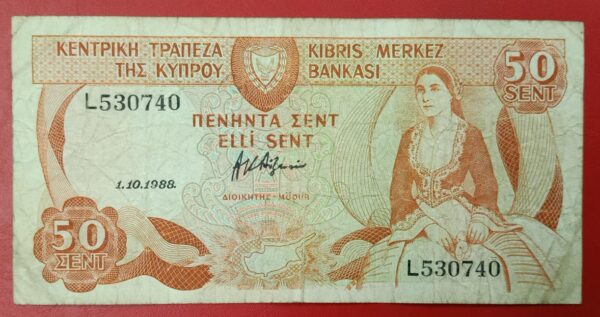 ΚΕΝΤΡΙΚΗ ΤΡΑΠΕΖΑ
ΤΗΣ ΚΥΠΡΟΥ
KIBRIS MERKEZ
BANKASI
50
SENT
L530740
ΠΕΝΗΝΤΑ ΣΕΝΤ
ELLİ SENT
1.10.1988.
ΔΙΟΙΚΗΤΗΣ - MÜDÜR
50
ΣΕΝΤ
L530740